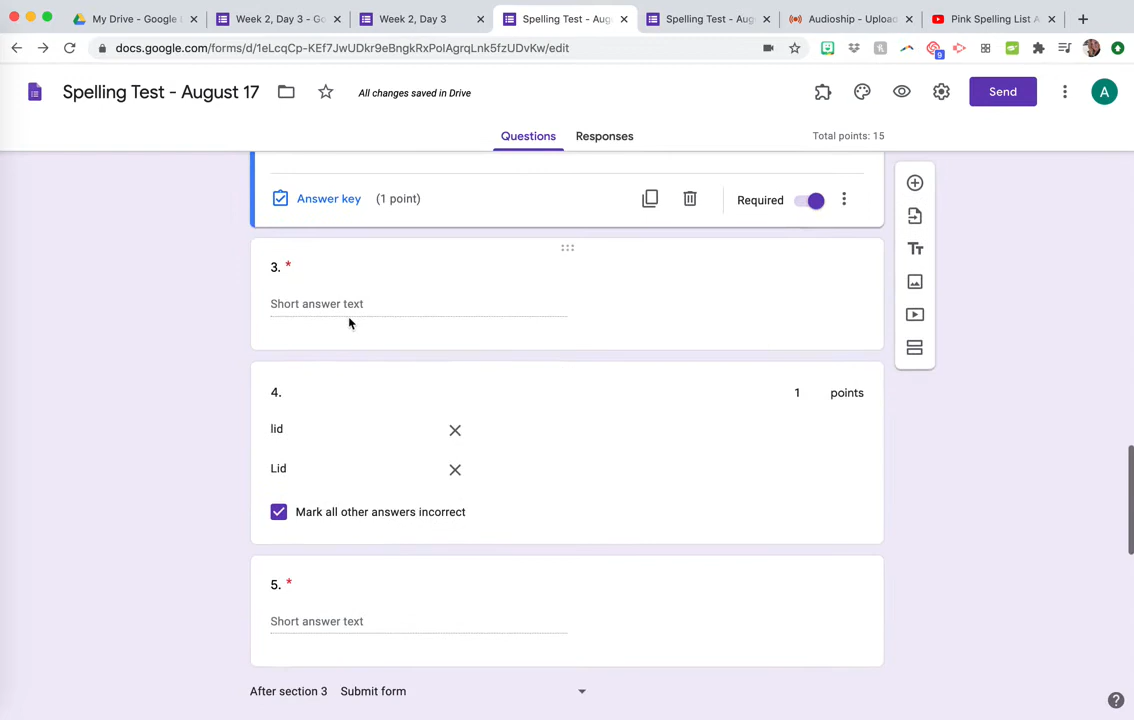 My Drive - Google
Week 2, Day 3 - Go
Week 2, Day 3
Spelling Test - Aug
Spelling Test - Aug
Audioship - Upload
Pink Spelling List A
docs.google.com/forms/d/1eLcqCp-KEf7JwUDkr9eBngkRxPolAgrqLnk5fzUDvKw/edit
9
Spelling Test - August 17
All changes saved in Drive
Send
A
Questions
Responses
Total points: 15
Answer key
(1 point)
Required
3. *
Short answer text
4.
1 points
lid
Lid
Mark all other answers incorrect
5. *
Short answer text
After section 3 Submit form